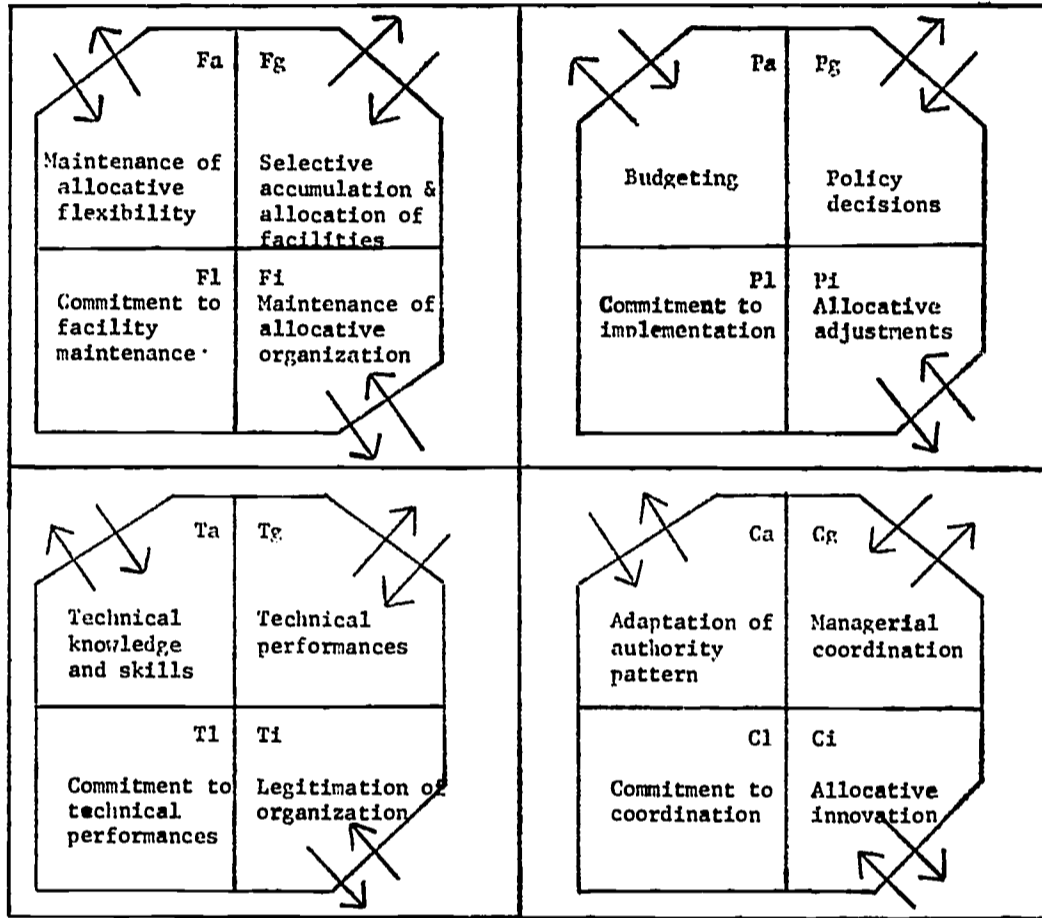 Fa
Fg
Maintenance of
allocative
flexibility
Selective
accumulation &
allocation of
facilities
Fl
Commitment to
facility
maintenance
Fi
Maintenance of
allocative
organization
Pa
Pg
Budgeting
Policy
decisions
Pl
Commitment to
implementation
Pi
Allocative
adjustments
Ta
Tg
Technical
knowledge
and skills
Technical
performances
Tl
Ti
Commitment to
technical
performances
Legitimation of
organization
Ca
Cg
Adaptation of
authority
pattern
Managerial
coordination
Cl
Ci
Commitment to
coordination
Allocative
innovation